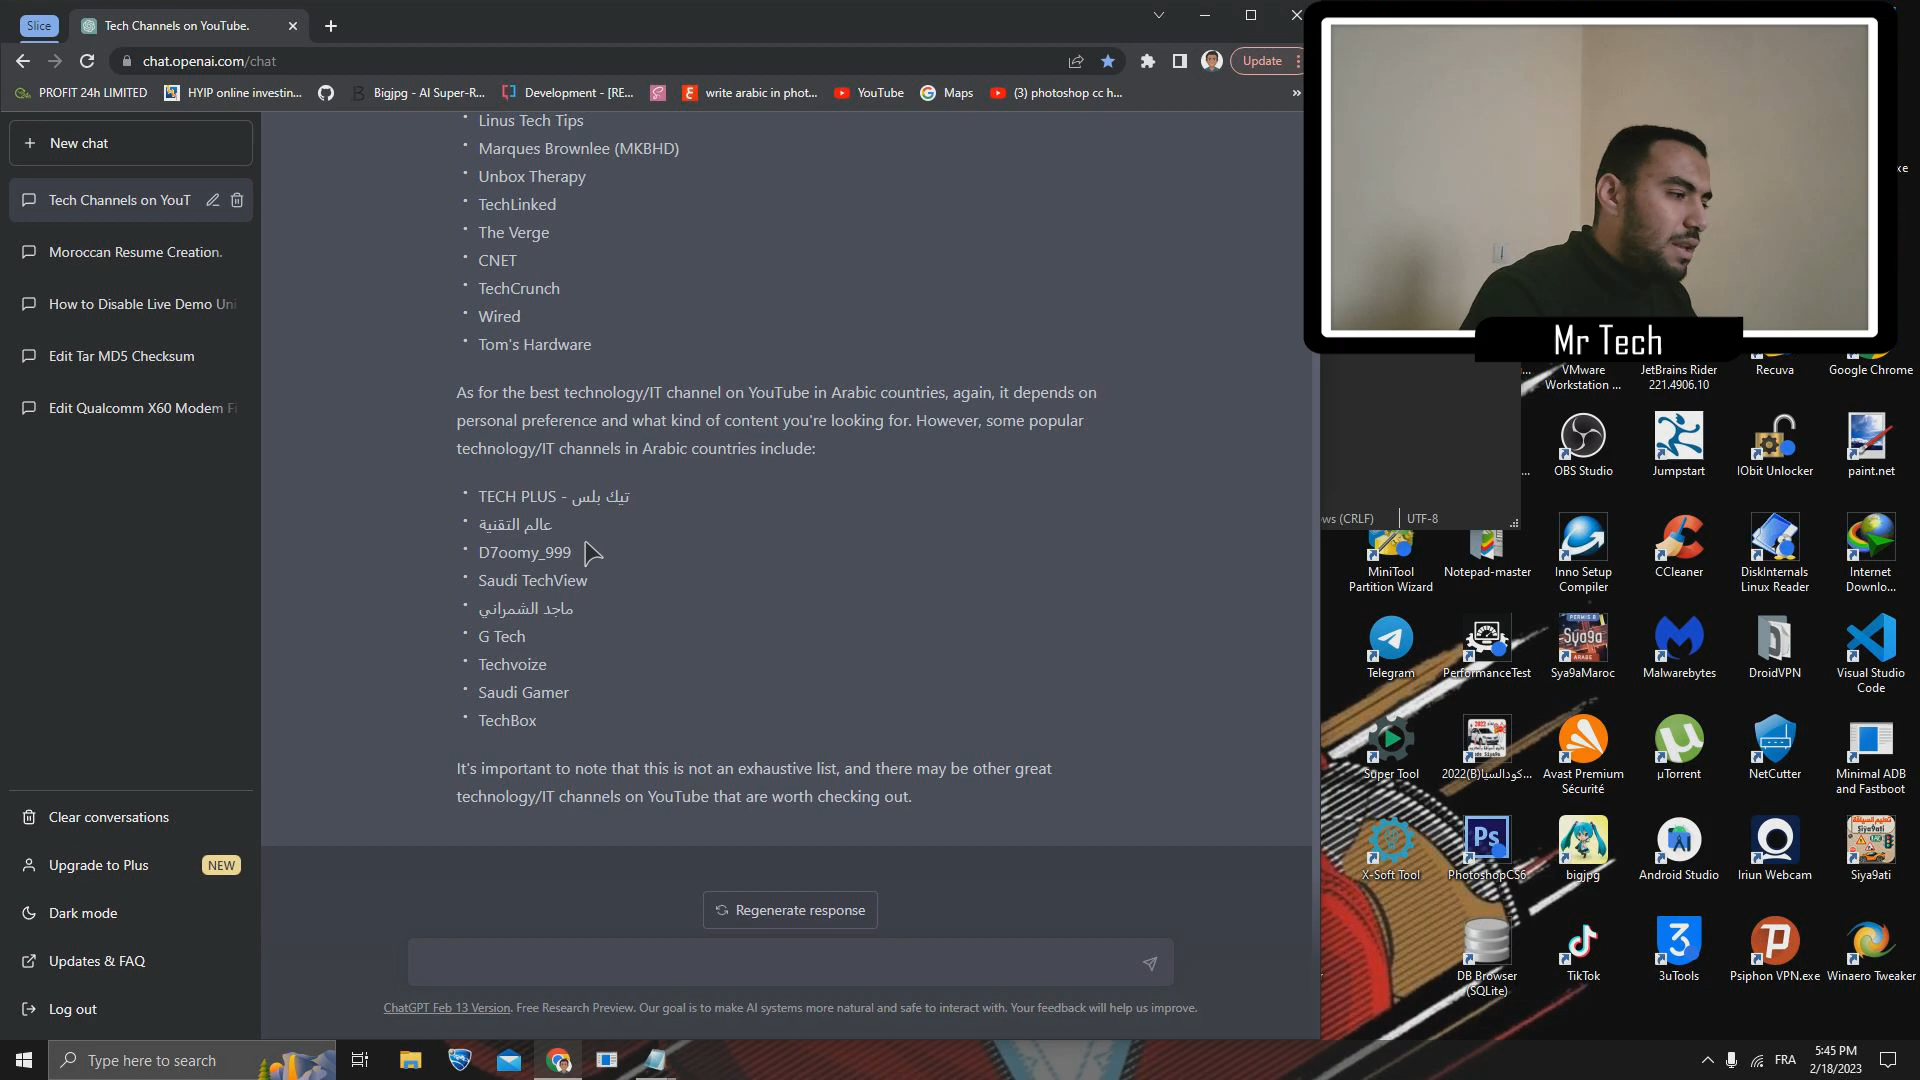 Slice
Tech Channels on YouTube.
chat.openai.com/chat
Update
PROFIT 24h LIMITED
HYIP online investin...
Bigjpg - AI Super-R...
Development - [RE...
write arabic in phot...
YouTube
Maps
(3) photoshop cc h...
»
New chat
Tech Channels on YouT
Moroccan Resume Creation.
How to Disable Live Demo Uni
Edit Tar MD5 Checksum
Edit Qualcomm X60 Modem Fi
Clear conversations
Upgrade to Plus
NEW
Dark mode
Updates & FAQ
Log out
Linus Tech Tips
Marques Brownlee (MKBHD)
Unbox Therapy
TechLinked
The Verge
CNET
TechCrunch
Wired
Tom's Hardware
As for the best technology/IT channel on YouTube in Arabic countries, again, it depends on
personal preference and what kind of content you're looking for. However, some popular
technology/IT channels in Arabic countries include:
TECH PLUS - تيك بلس
عالم التقنية
D7oomy_999
Saudi TechView
ماجد الشمراني
G Tech
Techvoize
Saudi Gamer
TechBox
It's important to note that this is not an exhaustive list, and there may be other great
technology/IT channels on YouTube that are worth checking out.
Regenerate response
ChatGPT Feb 13 Version. Free Research Preview. Our goal is to make AI systems more natural and safe to interact with. Your feedback will help us improve.
Mr Tech
xe
VMware
Workstation ...
JetBrains Rider
221.4906.10
Recuva
Google Chrome
OBS Studio
Jumpstart
IObit Unlocker
paint.net
ws (CRLF)
UTF-8
MiniTool
Partition Wizard
Notepad-master
Inno Setup
Compiler
CCleaner
DiskInternals
Linux Reader
Internet
Downlo...
Telegram
PerformanceTest
Sya9aMaroc
Malwarebytes
DroidVPN
Visual Studio
Code
Super Tool
2022(B)كودالسيا...
Avast Premium
Sécurité
µTorrent
NetCutter
Minimal ADB
and Fastboot
X-Soft Tool
PhotoshopCS6
bigjpg
Android Studio
Iriun Webcam
Siya9ati
DB Browser
(SQLite)
TikTok
3uTools
Psiphon VPN.exe
Winaero Tweaker
Type here to search
FRA
5:45 PM
2/18/2023